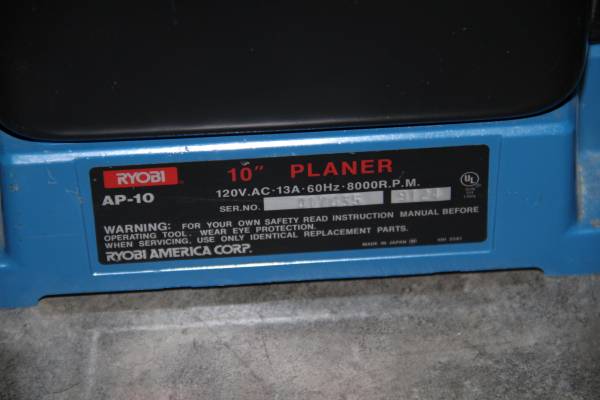 RYOBI
10" PLANER
AP-10
120V.AC·13A·60Hz·8000R.P.M.
SER.NO.
WARNING: FOR YOUR OWN SAFETY READ INSTRUCTION MANUAL BEFORE
OPERATING TOOL. WEAR EYE PROTECTION.
WHEN SERVICING, USE ONLY IDENTICAL REPLACEMENT PARTS.
RYOBI AMERICA CORP.
MADE IN JAPAN
UL